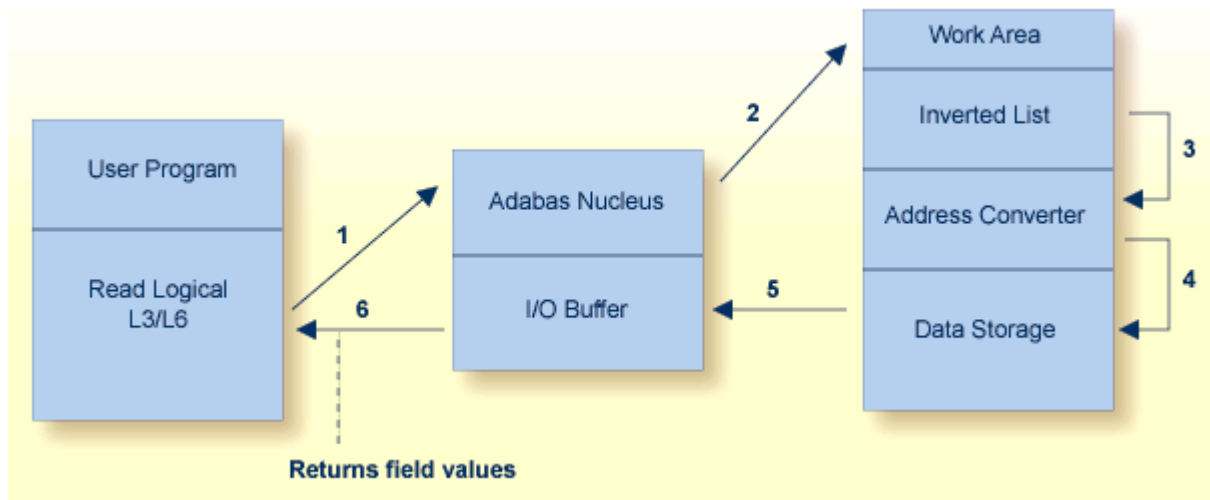 User Program
Read Logical
L3/L6
1
6
Returns field values
Adabas Nucleus
I/O Buffer
2
5
Work Area
Inverted List
Address Converter
Data Storage
3
4